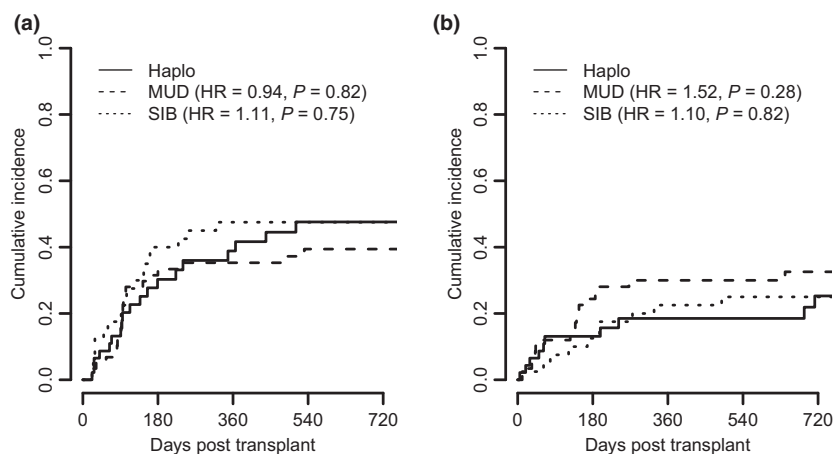 (a)
Cumulative incidence
1.0
0.8
0.6
0.4
0.2
0.0
Haplo
MUD (HR = 0.94, P = 0.82)
SIB (HR = 1.11, P = 0.75)
0 180 360 540 720
Days post transplant
(b)
Cumulative incidence
1.0
0.8
0.6
0.4
0.2
0.0
Haplo
MUD (HR = 1.52, P = 0.28)
SIB (HR = 1.10, P = 0.82)
0 180 360 540 720
Days post transplant